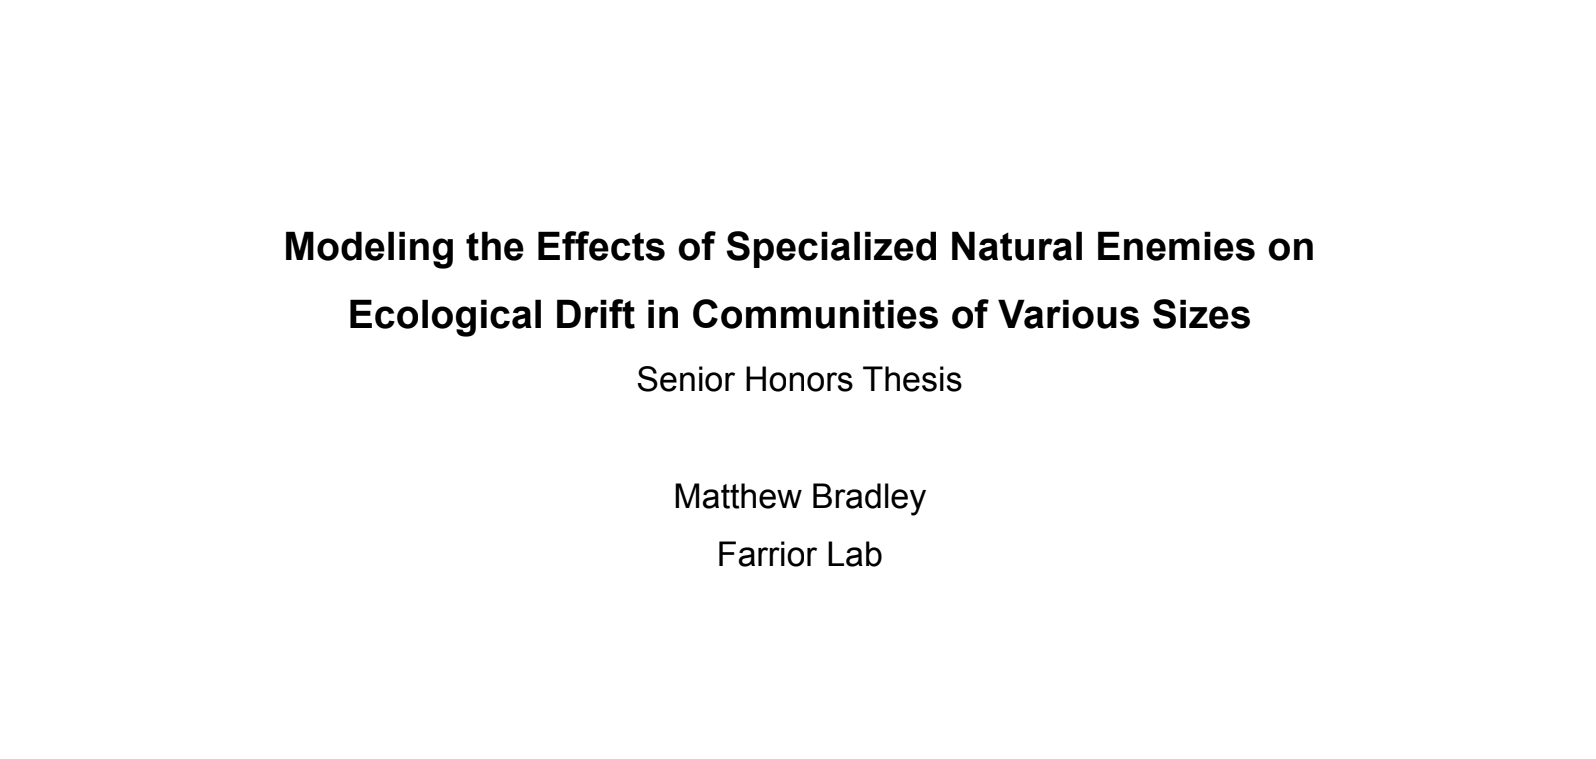 Modeling the Effects of Specialized Natural Enemies on
Ecological Drift in Communities of Various Sizes
Senior Honors Thesis
Matthew Bradley
Farrior Lab